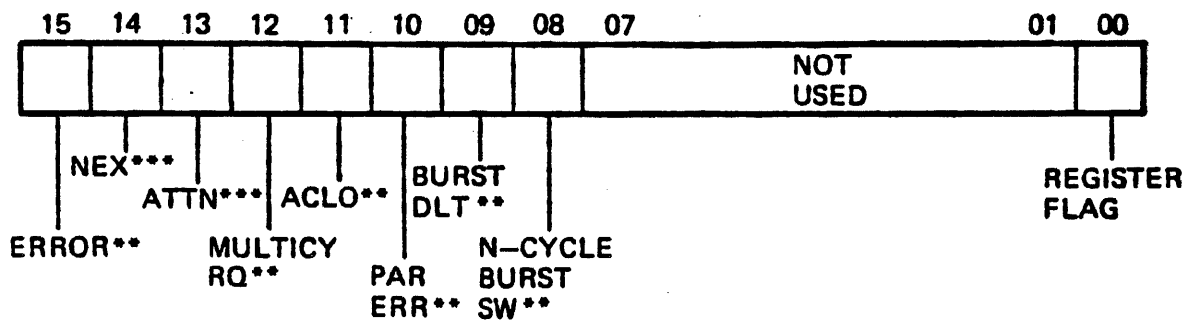 15 14 13 12 11 10 09 08 07 01 00
NOT
USED
NEX***
ATTN***
ACLO**
BURST
DLT**
REGISTER
FLAG
ERROR**
MULTICY
RQ**
PAR
ERR**
N–CYCLE
BURST
SW**